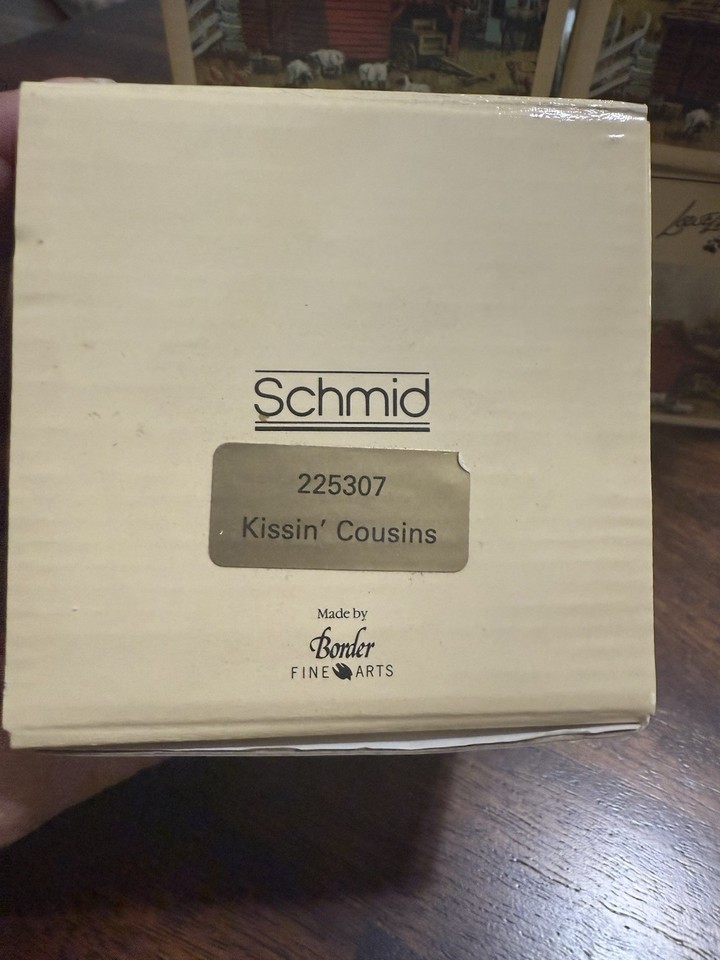 Schmid
225307
Kissin' Cousins
Made by
Border
FINE ARTS